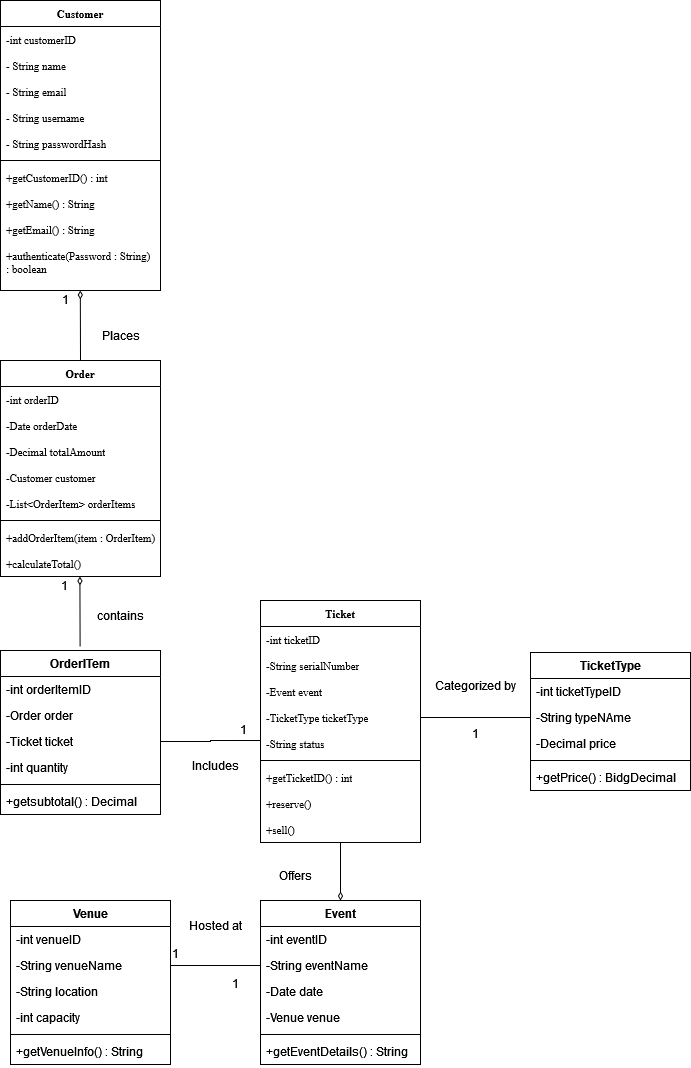 Customer
-int customerID
- String name
- String email
- String username
- String passwordHash
+getCustomerID() : int
+getName() : String
+getEmail() : String
+authenticate(Password : String)
: boolean
1
Places
Order
-int orderID
-Date orderDate
-Decimal totalAmount
-Customer customer
-List<OrderItem> orderItems
+addOrderItem(item : OrderItem)
+calculateTotal()
1
contains
OrderITem
-int orderItemID
-Order order
-Ticket ticket
-int quantity
+getsubtotal() : Decimal
1
Includes
Ticket
-int ticketID
-String serialNumber
-Event event
-TicketType ticketType
-String status
+getTicketID() : int
+reserve()
+sell()
Categorized by
1
TicketType
-int ticketTypeID
-String typeNAme
-Decimal price
+getPrice() : BidgDecimal
Offers
Venue
-int venueID
-String venueName
-String location
-int capacity
+getVenueInfo() : String
Hosted at
1
1
Event
-int eventID
-String eventName
-Date date
-Venue venue
+getEventDetails() : String